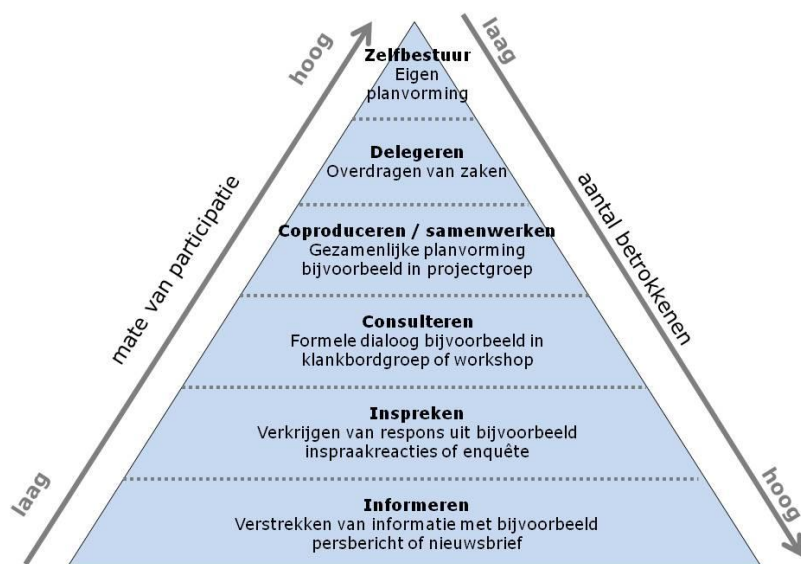 hoog
laag
Zelfbestuur
Eigen
planvorming
Delegeren
Overdragen van zaken
mate van participatie
aantal betrokkenen
Coproduceren / samenwerken
Gezamenlijke planvorming
bijvoorbeeld in projectgroep
Consulteren
Formele dialoog bijvoorbeeld in
klankbordgroep of workshop
Inspreken
Verkrijgen van respons uit bijvoorbeeld
inspraakreacties of enquête
laag
hoog
Informeren
Verstrekken van informatie met bijvoorbeeld
persbericht of nieuwsbrief